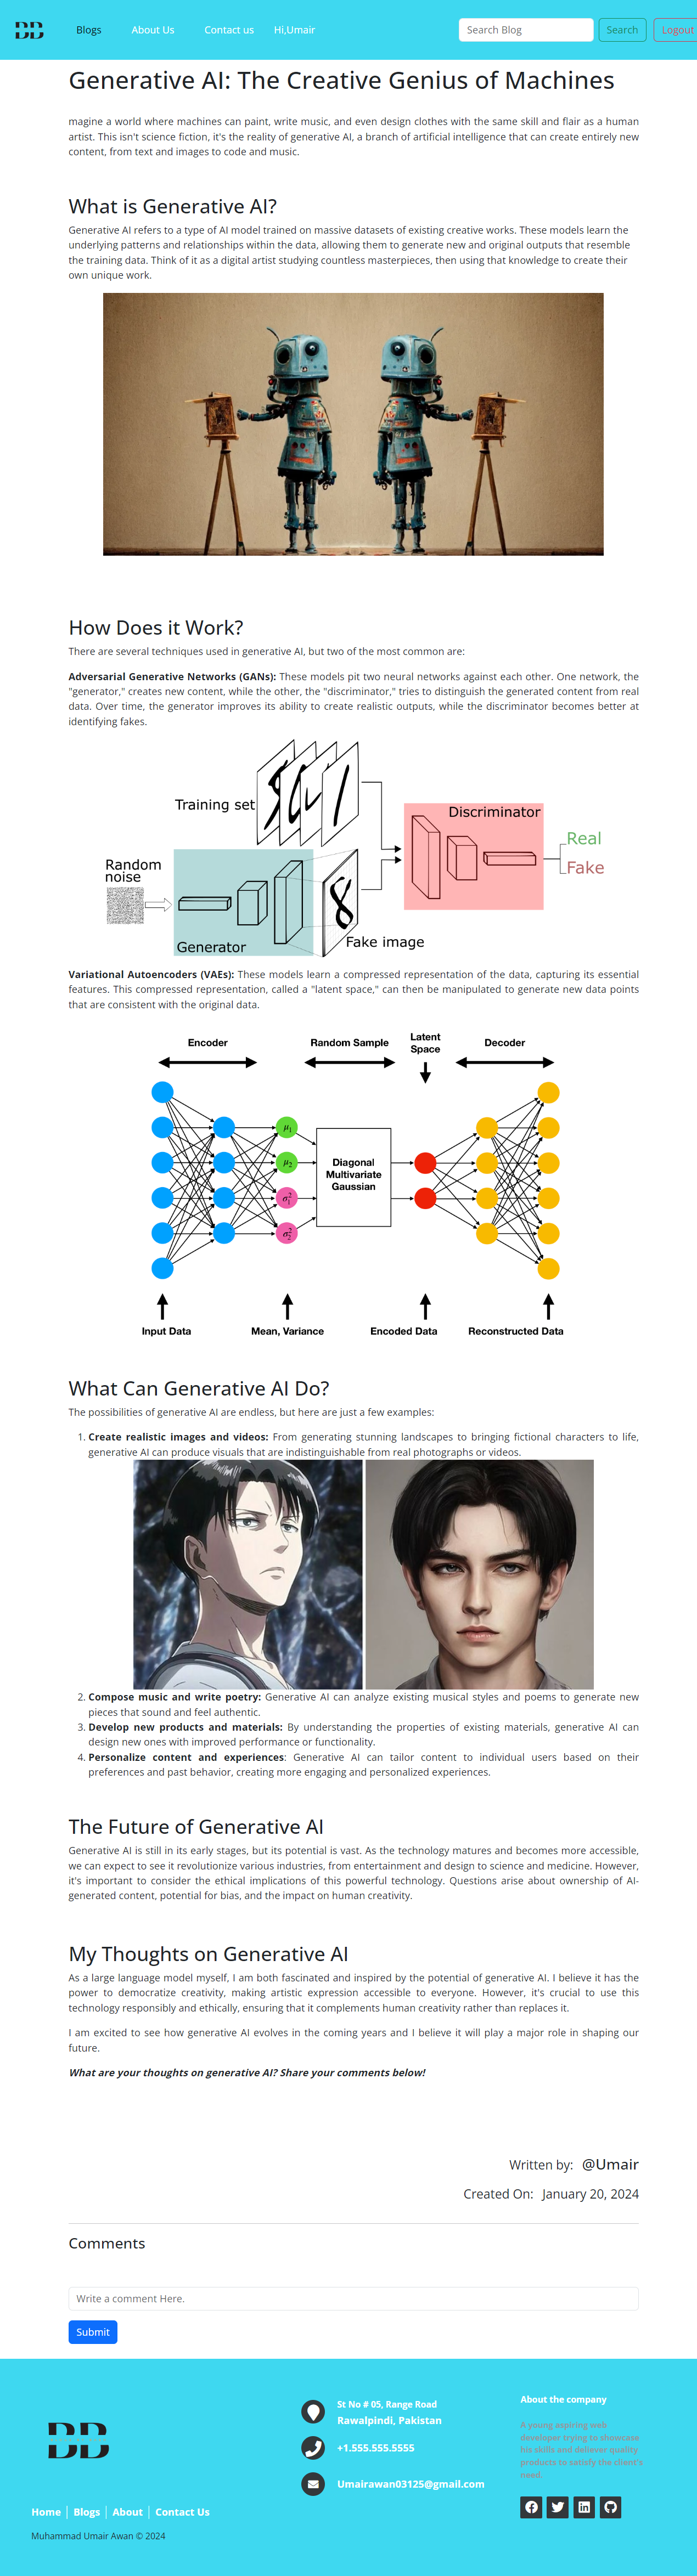 BD
Blogs
About Us
Contact us
Hi,Umair
Search Blog
Search
Logout
Generative AI: The Creative Genius of Machines
magine a world where machines can paint, write music, and even design clothes with the same skill and flair as a human
artist. This isn't science fiction, it's the reality of generative AI, a branch of artificial intelligence that can create entirely new
content, from text and images to code and music.
What is Generative AI?
Generative AI refers to a type of AI model trained on massive datasets of existing creative works. These models learn the
underlying patterns and relationships within the data, allowing them to generate new and original outputs that resemble
the training data. Think of it as a digital artist studying countless masterpieces, then using that knowledge to create their
own unique work.
How Does it Work?
There are several techniques used in generative AI, but two of the most common are:
Adversarial Generative Networks (GANs): These models pit two neural networks against each other. One network, the
"generator," creates new content, while the other, the "discriminator," tries to distinguish the generated content from real
data. Over time, the generator improves its ability to create realistic outputs, while the discriminator becomes better at
identifying fakes.
Training set
Discriminator
Real
Fake
Random
noise
8
Generator
Fake image
Variational Autoencoders (VAEs): These models learn a compressed representation of the data, capturing its essential
features. This compressed representation, called a "latent space," can then be manipulated to generate new data points
that are consistent with the original data.
Encoder
Random Sample
Latent
Space
Decoder
μ₁
μ₂
σ₁²
σ₂²
Diagonal
Multivariate
Gaussian
Input Data
Mean, Variance
Encoded Data
Reconstructed Data
What Can Generative AI Do?
The possibilities of generative AI are endless, but here are just a few examples:
1. Create realistic images and videos: From generating stunning landscapes to bringing fictional characters to life,
generative AI can produce visuals that are indistinguishable from real photographs or videos.
2. Compose music and write poetry: Generative AI can analyze existing musical styles and poems to generate new
pieces that sound and feel authentic.
3. Develop new products and materials: By understanding the properties of existing materials, generative AI can
design new ones with improved performance or functionality.
4. Personalize content and experiences: Generative AI can tailor content to individual users based on their
preferences and past behavior, creating more engaging and personalized experiences.
The Future of Generative AI
Generative AI is still in its early stages, but its potential is vast. As the technology matures and becomes more accessible,
we can expect to see it revolutionize various industries, from entertainment and design to science and medicine. However,
it's important to consider the ethical implications of this powerful technology. Questions arise about ownership of AI-
generated content, potential for bias, and the impact on human creativity.
My Thoughts on Generative AI
As a large language model myself, I am both fascinated and inspired by the potential of generative AI. I believe it has the
power to democratize creativity, making artistic expression accessible to everyone. However, it's crucial to use this
technology responsibly and ethically, ensuring that it complements human creativity rather than replaces it.
I am excited to see how generative AI evolves in the coming years and I believe it will play a major role in shaping our
future.
What are your thoughts on generative AI? Share your comments below!
Written by: @Umair
Created On: January 20, 2024
Comments
Write a comment Here.
Submit
BD
Home
Blogs
About
Contact Us
Muhammad Umair Awan © 2024
St No # 05, Range Road
Rawalpindi, Pakistan
+1.555.555.5555
Umairawan03125@gmail.com
About the company
A young aspiring web
developer trying to showcase
his skills and deliever quality
products to satisfy the client's
need.